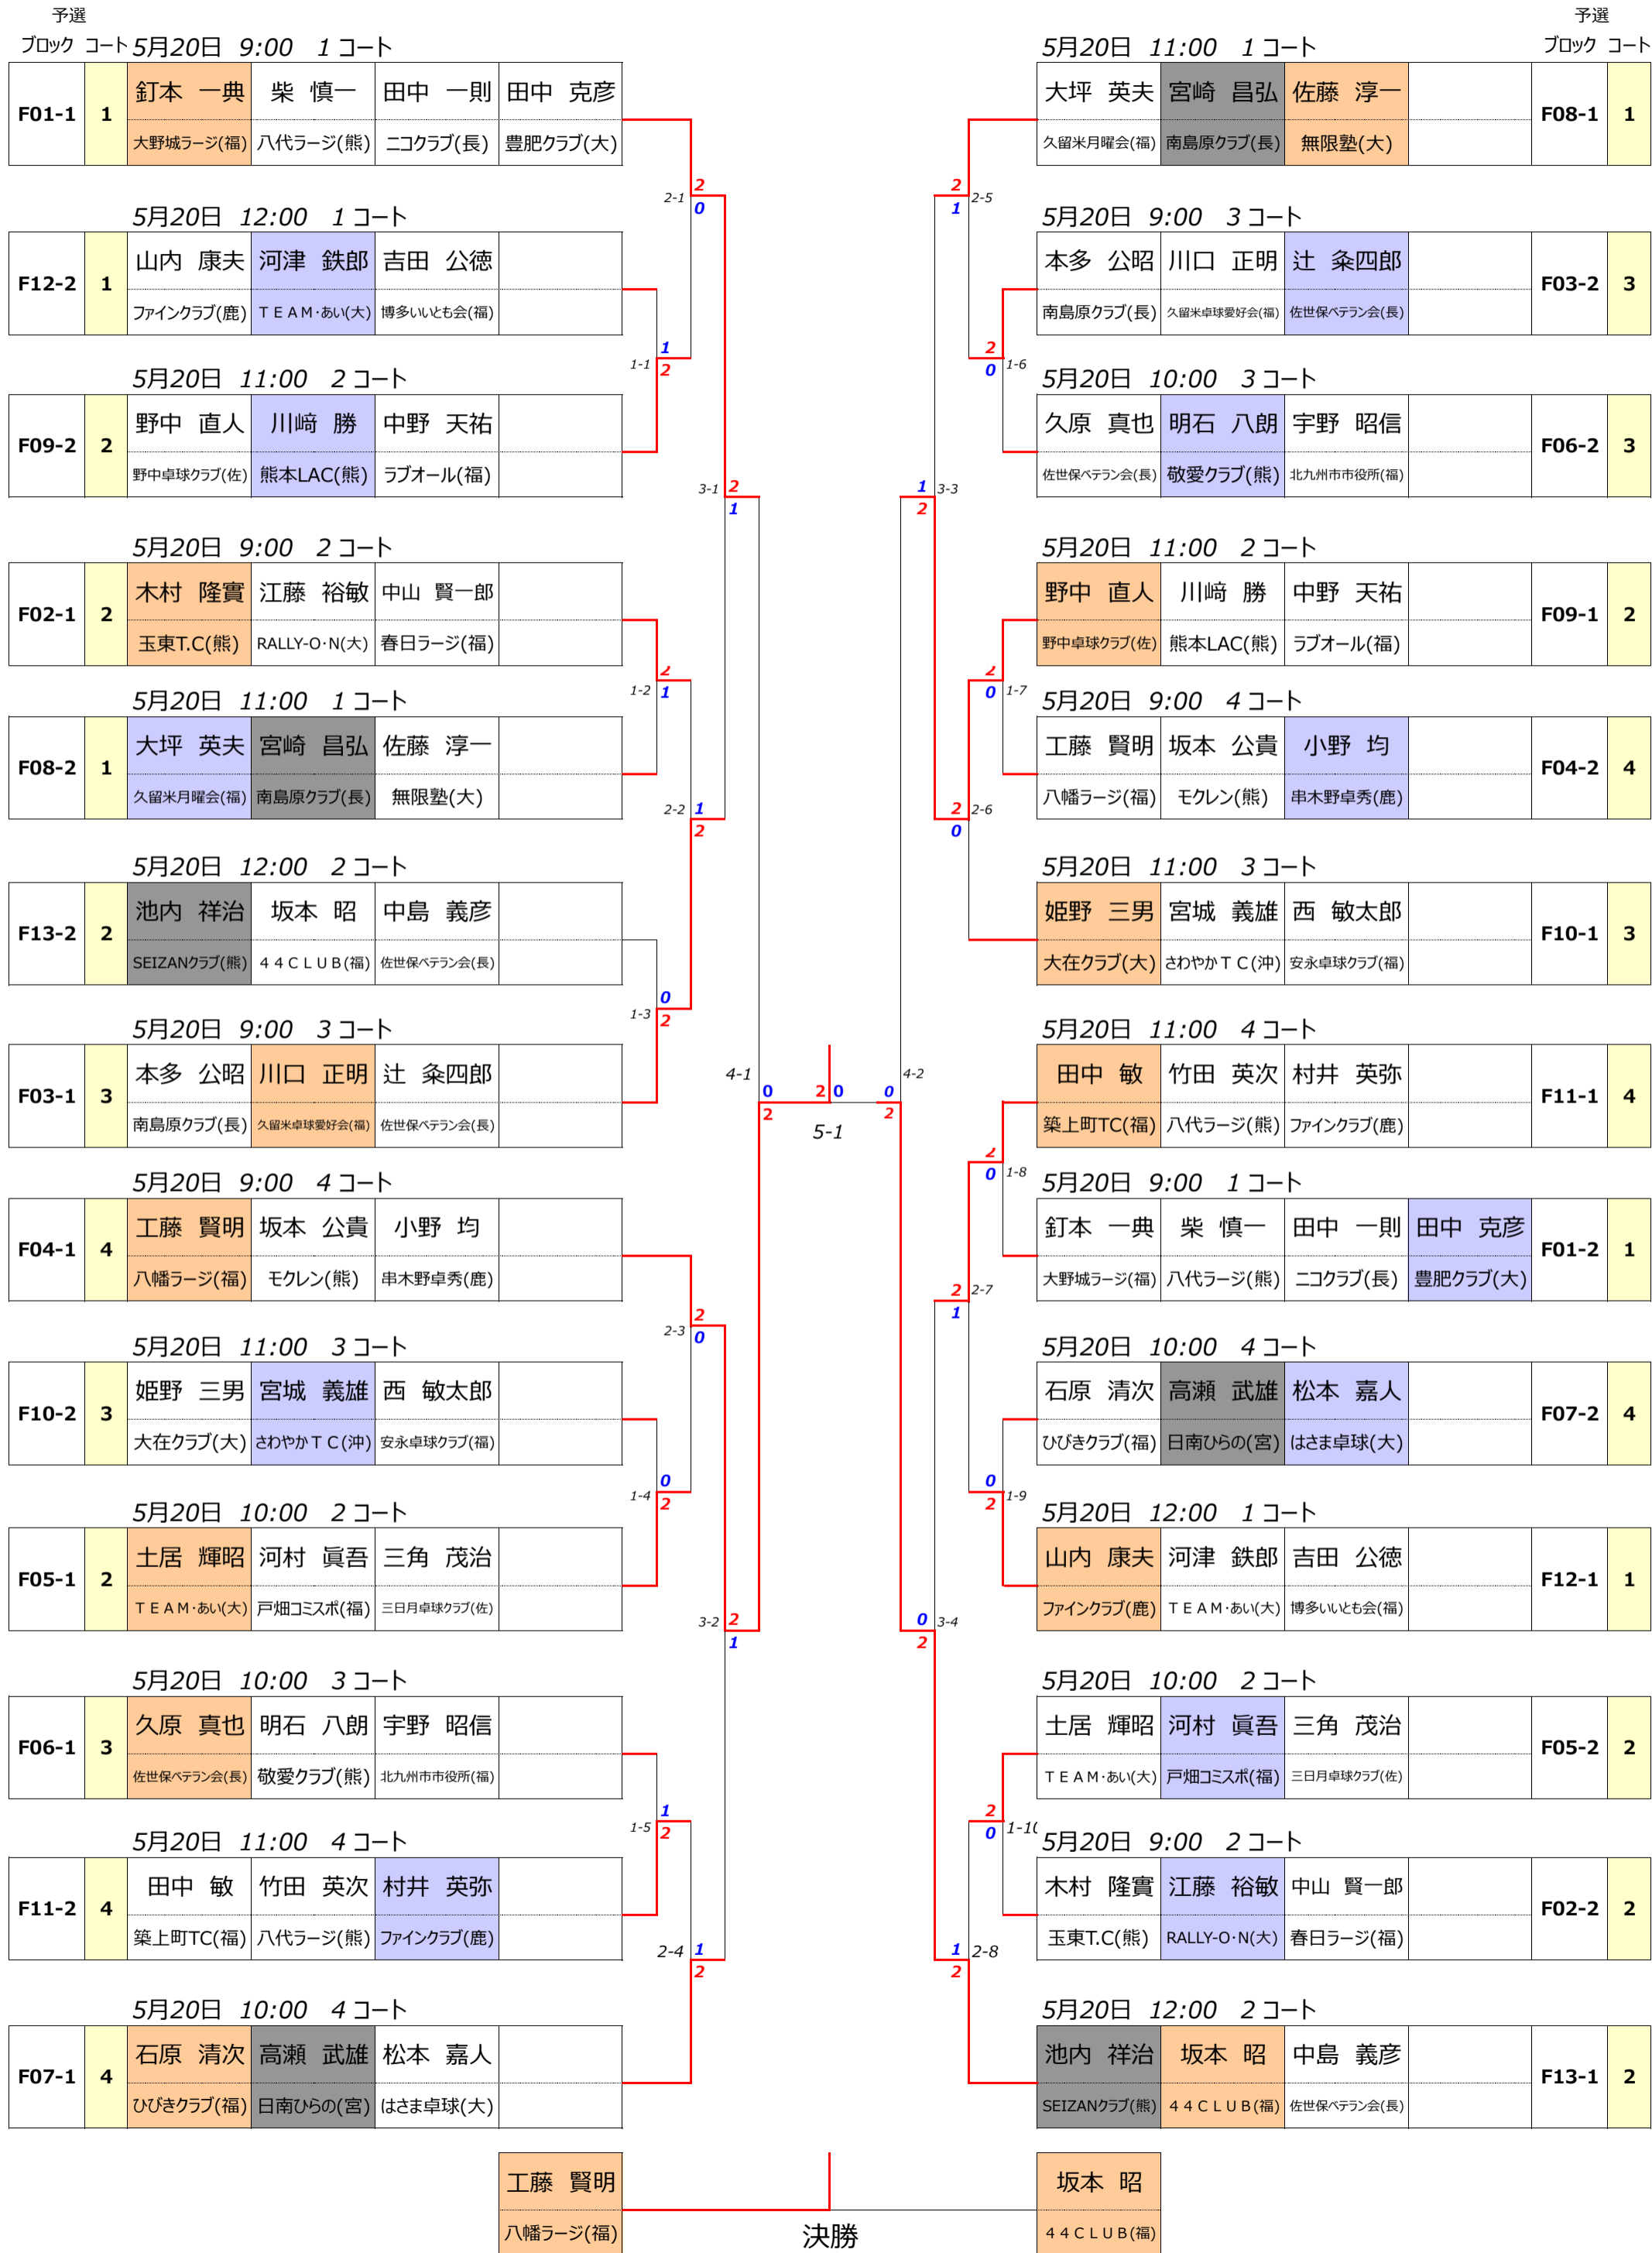 予選
ブロック コート 5月20日 9:00 1 コート
F01-1 1 釘本 一典 柴 慎一 田中 一則 田中 克彦
大野城ラージ(福) 八代ラージ(熊) ニコクラブ(長) 豊肥クラブ(大)
2-1 2
0
5月20日 12:00 1 コート
F12-2 1 山内 康夫 河津 鉄郎 吉田 公徳
ファインクラブ(鹿) TEAM・あい(大) 博多いいとも会(福)
1-1 1
2
5月20日 11:00 2 コート
F09-2 2 野中 直人 川﨑 勝 中野 天祐
野中卓球クラブ(佐) 熊本LAC(熊) ラブオール(福)
3-1 2
1
5月20日 9:00 2 コート
F02-1 2 木村 隆實 江藤 裕敏 中山 賢一郎
玉東T.C(熊) RALLY-O・N(大) 春日ラージ(福)
1-2 2
1
5月20日 11:00 1 コート
F08-2 1 大坪 英夫 宮崎 昌弘 佐藤 淳一
久留米月曜会(福) 南島原クラブ(長) 無限塾(大)
2-2 1
2
5月20日 12:00 2 コート
F13-2 2 池内 祥治 坂本 昭 中島 義彦
SEIZANクラブ(熊) 44CLUB(福) 佐世保ベテラン会(長)
1-3 0
2
5月20日 9:00 3 コート
F03-1 3 本多 公昭 川口 正明 辻 粂四郎
南島原クラブ(長) 久留米卓球愛好会(福) 佐世保ベテラン会(長)
4-1 0
2
5月20日 9:00 4 コート
F04-1 4 工藤 賢明 坂本 公貴 小野 均
八幡ラージ(福) モクレン(熊) 串木野卓秀(鹿)
2-3 2
0
5月20日 11:00 3 コート
F10-2 3 姫野 三男 宮城 義雄 西 敏太郎
大在クラブ(大) さわやかTC(沖) 安永卓球クラブ(福)
1-4 0
2
5月20日 10:00 2 コート
F05-1 2 土居 輝昭 河村 眞吾 三角 茂治
TEAM・あい(大) 戸畑コミスポ(福) 三日月卓球クラブ(佐)
3-2 2
1
5月20日 10:00 3 コート
F06-1 3 久原 真也 明石 八朗 宇野 昭信
佐世保ベテラン会(長) 敬愛クラブ(熊) 北九州市市役所(福)
1-5 1
2
5月20日 11:00 4 コート
F11-2 4 田中 敏 竹田 英次 村井 英弥
築上町TC(福) 八代ラージ(熊) ファインクラブ(鹿)
2-4 1
2
5月20日 10:00 4 コート
F07-1 4 石原 清次 高瀬 武雄 松本 嘉人
ひびきクラブ(福) 日南ひらの(宮) はさま卓球(大)
2 0
5-1
予選
5月20日 11:00 1 コート ブロック コート
大坪 英夫 宮崎 昌弘 佐藤 淳一 F08-1 1
久留米月曜会(福) 南島原クラブ(長) 無限塾(大)
2 2-5
1
5月20日 9:00 3 コート
本多 公昭 川口 正明 辻 粂四郎 F03-2 3
南島原クラブ(長) 久留米卓球愛好会(福) 佐世保ベテラン会(長)
2 1-6
0
5月20日 10:00 3 コート
久原 真也 明石 八朗 宇野 昭信 F06-2 3
佐世保ベテラン会(長) 敬愛クラブ(熊) 北九州市市役所(福)
1 3-3
2
5月20日 11:00 2 コート
野中 直人 川﨑 勝 中野 天祐 F09-1 2
野中卓球クラブ(佐) 熊本LAC(熊) ラブオール(福)
2
0 1-7
5月20日 9:00 4 コート
工藤 賢明 坂本 公貴 小野 均 F04-2 4
八幡ラージ(福) モクレン(熊) 串木野卓秀(鹿)
2 2-6
0
5月20日 11:00 3 コート
姫野 三男 宮城 義雄 西 敏太郎 F10-1 3
大在クラブ(大) さわやかTC(沖) 安永卓球クラブ(福)
0 4-2
2
5月20日 11:00 4 コート
田中 敏 竹田 英次 村井 英弥 F11-1 4
築上町TC(福) 八代ラージ(熊) ファインクラブ(鹿)
2
0 1-8
5月20日 9:00 1 コート
釘本 一典 柴 慎一 田中 一則 田中 克彦 F01-2 1
大野城ラージ(福) 八代ラージ(熊) ニコクラブ(長) 豊肥クラブ(大)
2 2-7
1
5月20日 10:00 4 コート
石原 清次 高瀬 武雄 松本 嘉人 F07-2 4
ひびきクラブ(福) 日南ひらの(宮) はさま卓球(大)
0 1-9
2
5月20日 12:00 1 コート
山内 康夫 河津 鉄郎 吉田 公徳 F12-1 1
ファインクラブ(鹿) TEAM・あい(大) 博多いいとも会(福)
0 3-4
2
5月20日 10:00 2 コート
土居 輝昭 河村 眞吾 三角 茂治 F05-2 2
TEAM・あい(大) 戸畑コミスポ(福) 三日月卓球クラブ(佐)
2
0 1-10
5月20日 9:00 2 コート
木村 隆實 江藤 裕敏 中山 賢一郎 F02-2 2
玉東T.C(熊) RALLY-O・N(大) 春日ラージ(福)
1 2-8
2
5月20日 12:00 2 コート
池内 祥治 坂本 昭 中島 義彦 F13-1 2
SEIZANクラブ(熊) 44CLUB(福) 佐世保ベテラン会(長)
工藤 賢明 坂本 昭
八幡ラージ(福) 決勝 44CLUB(福)